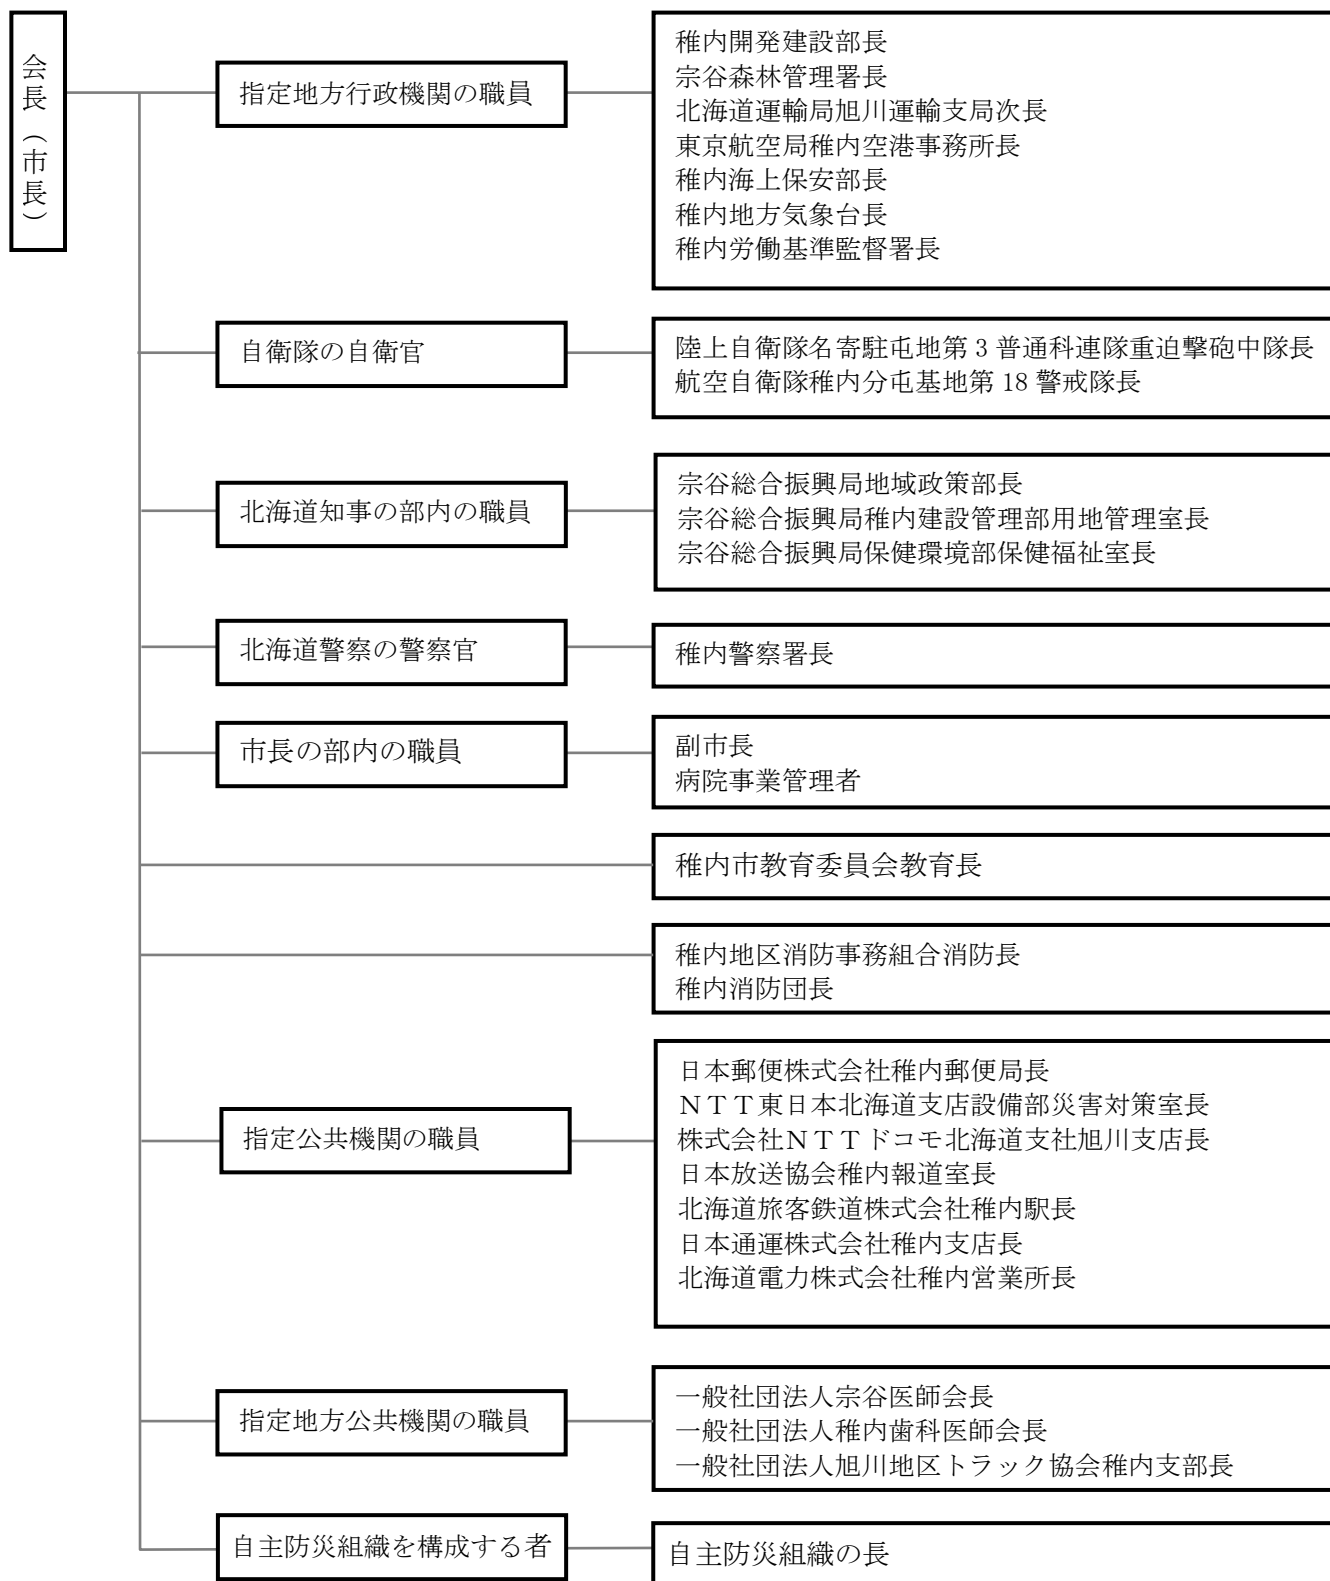 会長（市長）
指定地方行政機関の職員
稚内開発建設部長
宗谷森林管理署長
北海道運輸局旭川運輸支局次長
東京航空局稚内空港事務所長
稚内海上保安部長
稚内地方気象台長
稚内労働基準監督署長
自衛隊の自衛官
陸上自衛隊名寄駐屯地第3普通科連隊重迫撃砲中隊長
航空自衛隊稚内分屯基地第18警戒隊長
北海道知事の部内の職員
宗谷総合振興局地域政策部長
宗谷総合振興局稚内建設管理部用地管理室長
宗谷総合振興局保健環境部保健福祉室長
北海道警察の警察官
稚内警察署長
市長の部内の職員
副市長
病院事業管理者
稚内市教育委員会教育長
稚内地区消防事務組合消防長
稚内消防団長
指定公共機関の職員
日本郵便株式会社稚内郵便局長
ＮＴＴ東日本北海道支店設備部災害対策室長
株式会社ＮＴＴドコモ北海道支社旭川支店長
日本放送協会稚内報道室長
北海道旅客鉄道株式会社稚内駅長
日本通運株式会社稚内支店長
北海道電力株式会社稚内営業所長
指定地方公共機関の職員
一般社団法人宗谷医師会長
一般社団法人稚内歯科医師会長
一般社団法人旭川地区トラック協会稚内支部長
自主防災組織を構成する者
自主防災組織の長